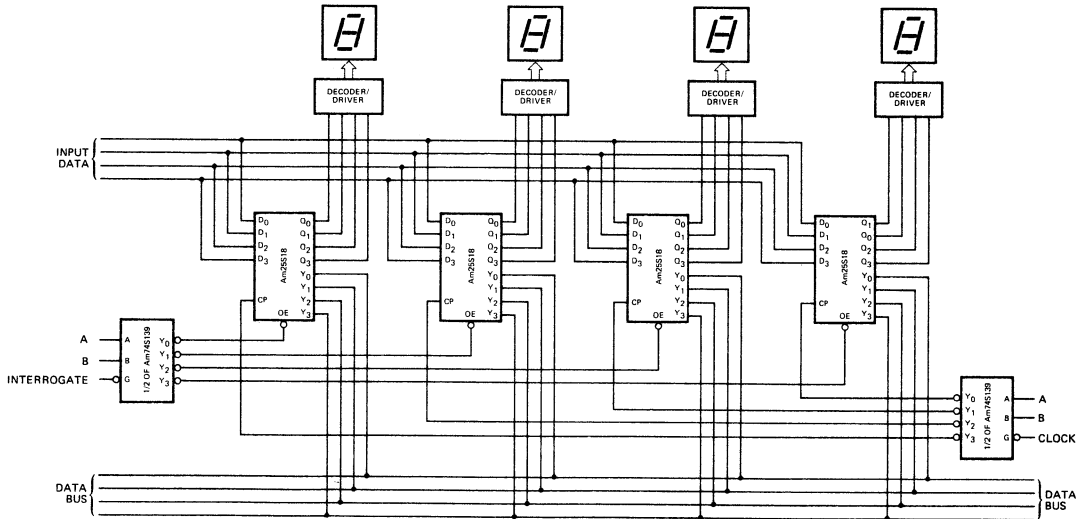 DECODER/
DRIVER
DECODER/
DRIVER
DECODER/
DRIVER
DECODER/
DRIVER
INPUT
DATA
D0 Q0
D1 Q1
D2 Q2
D3 Q3
Y0
Y1
CP Y2
OE Y3
Am25S18
D0 Q0
D1 Q1
D2 Q2
D3 Q3
Y0
Y1
CP Y2
OE Y3
Am25S18
D0 Q0
D1 Q1
D2 Q2
D3 Q3
Y0
Y1
CP Y2
OE Y3
Am25S18
D0 Q1
D1 Q0
D2 Q2
D3 Q3
Y0
Y1
CP Y2
OE Y3
Am25S18
A A Y0
B B Y1
Y2
INTERROGATE G Y3
1/2 OF Am74S139
Y0 A A
Y1
Y2 B B
Y3 G CLOCK
1/2 OF Am74S139
DATA
BUS
DATA
BUS